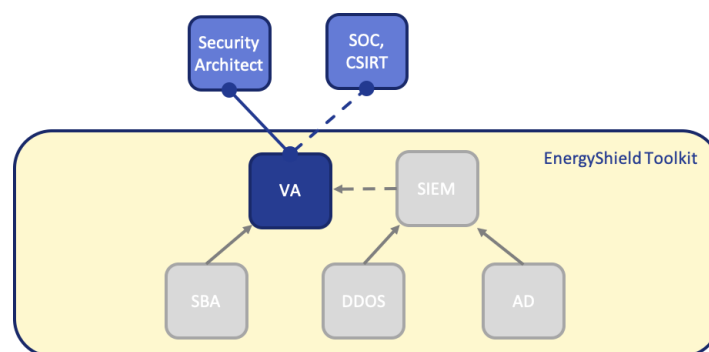 Security
Architect
SOC,
CSIRT
EnergyShield Toolkit
VA
SIEM
SBA
DDOS
AD